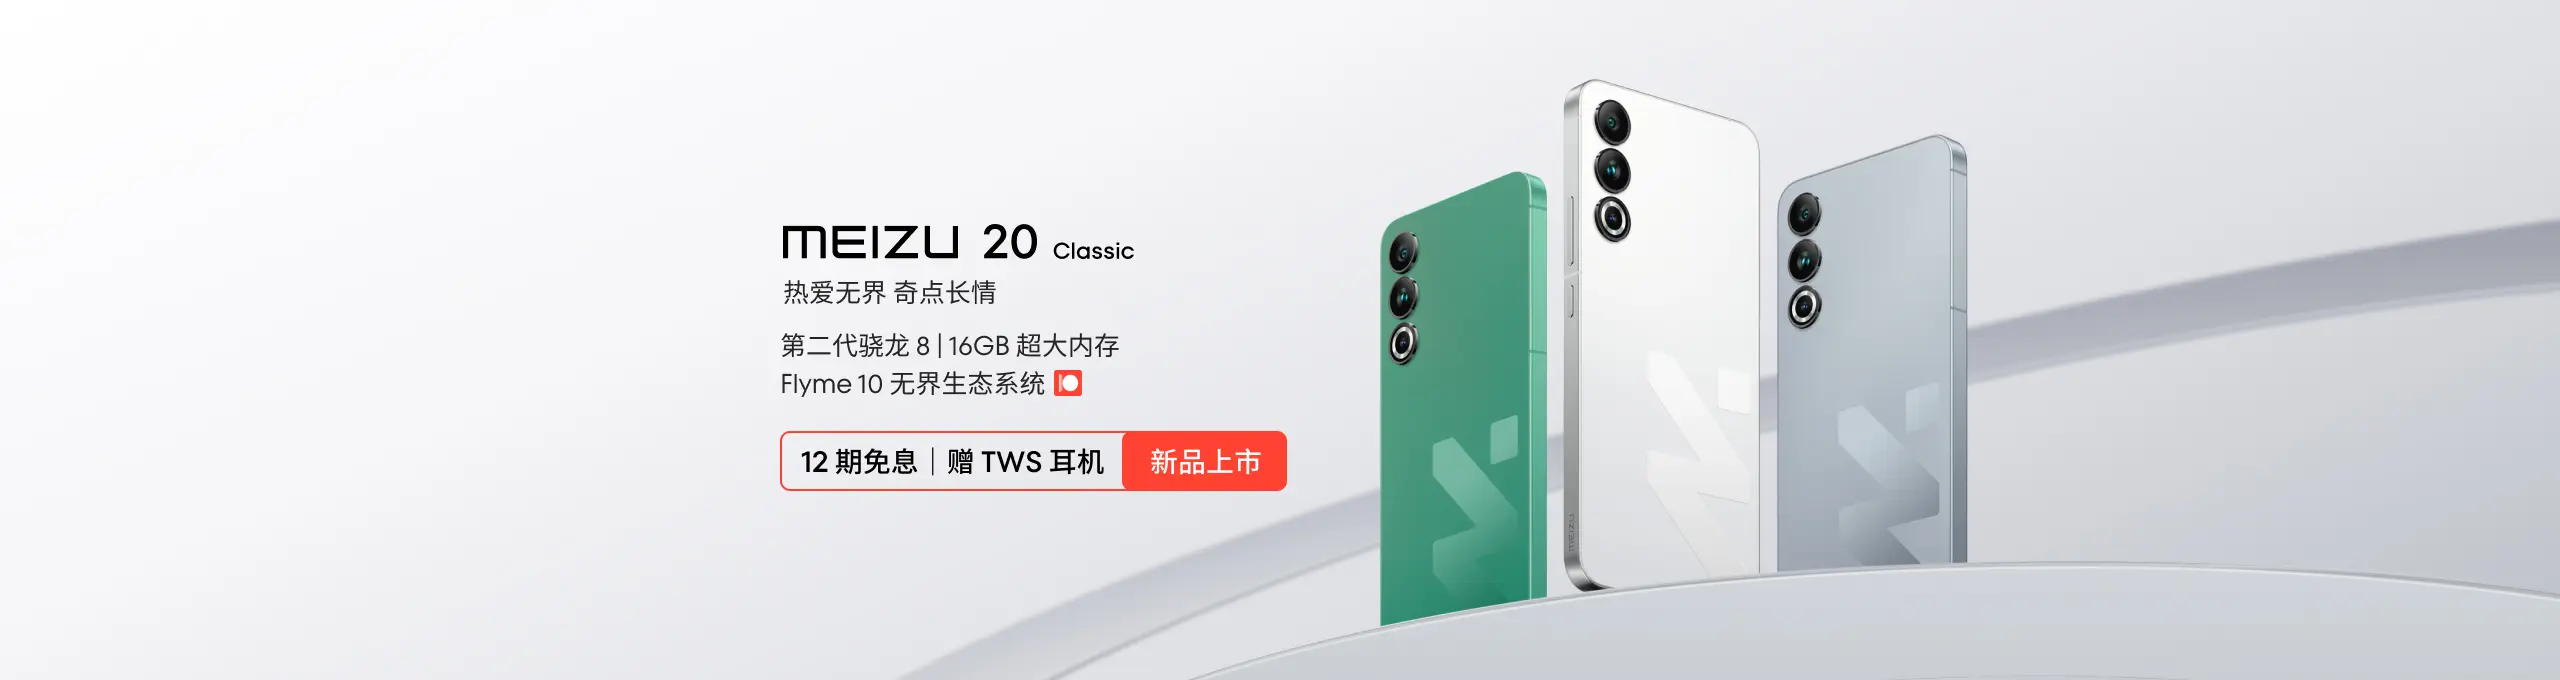 MEIZU 20 Classic
热爱无界 奇点长情
第二代骁龙 8 | 16GB 超大内存
Flyme 10 无界生态系统
12 期免息 | 赠 TWS 耳机 新品上市
MEIZU